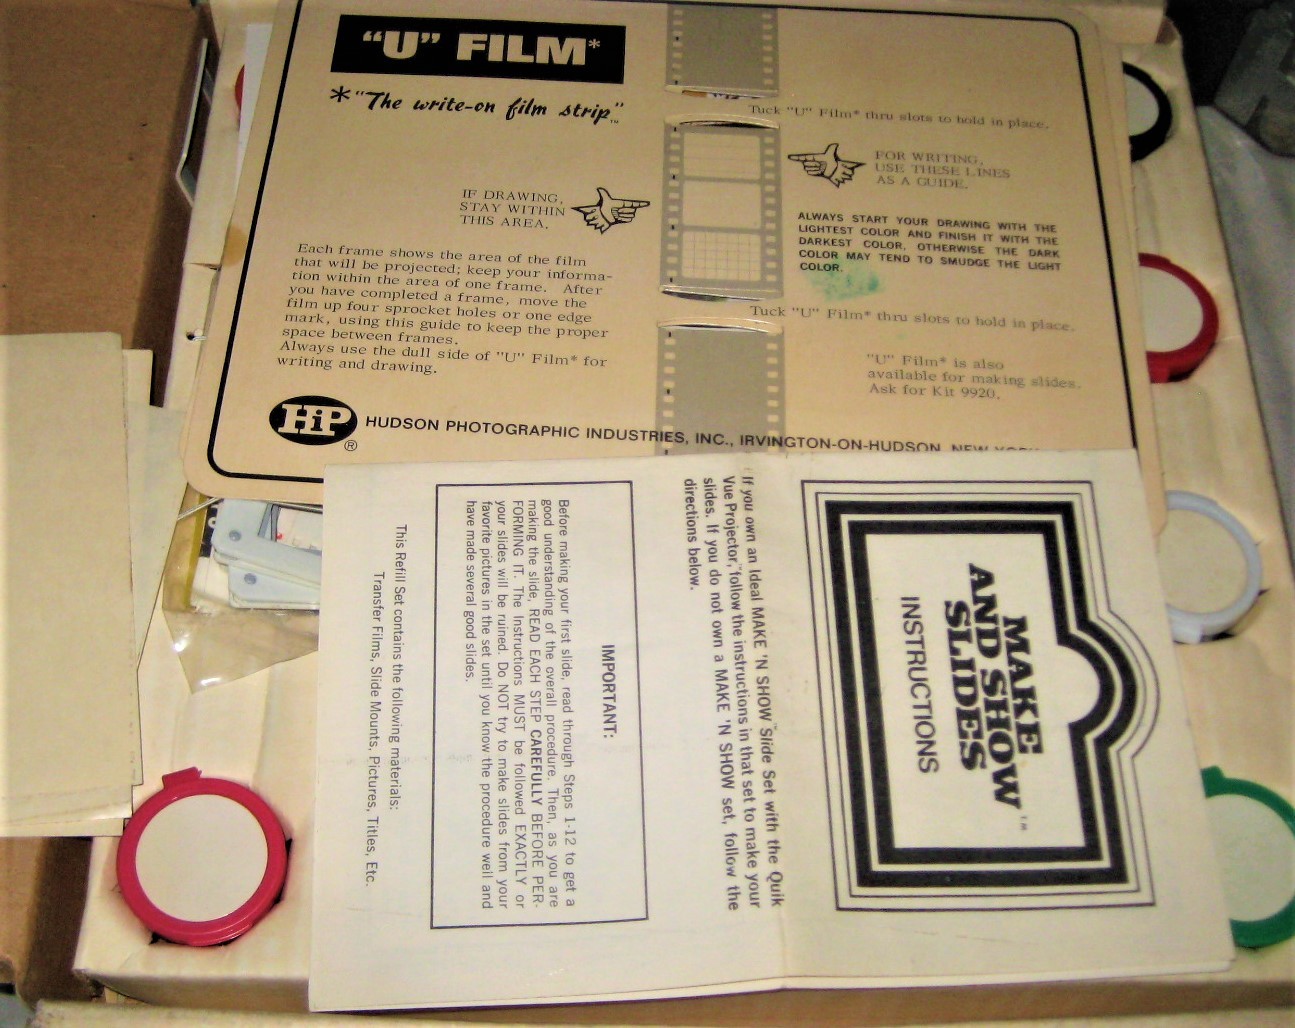 "U" FILM*
*"The write-on film strip"™
Tuck "U" Film* thru slots to hold in place.
FOR WRITING,
USE THESE LINES
AS A GUIDE.
IF DRAWING,
STAY WITHIN
THIS AREA.
ALWAYS START YOUR DRAWING WITH THE
LIGHTEST COLOR AND FINISH IT WITH THE
DARKEST COLOR, OTHERWISE THE DARK
COLOR MAY TEND TO SMUDGE THE LIGHT
COLOR.
Each frame shows the area of the film
that will be projected; keep your informa-
tion within the area of one frame. After
you have completed a frame, move the
film up four sprocket holes or one edge
mark, using this guide to keep the proper
space between frames.
Always use the dull side of "U" Film* for
writing and drawing.
Tuck "U" Film* thru slots to hold in place.
"U" Film* is also
available for making slides.
Ask for Kit 9920.
HiP ® HUDSON PHOTOGRAPHIC INDUSTRIES, INC., IRVINGTON-ON-HUDSON, NEW YORK
MAKE
AND SHOW™
SLIDES
INSTRUCTIONS
If you own an Ideal MAKE 'N SHOW™ Slide Set with the Quik
Vue Projector, follow the instructions in that set to make your
slides. If you do not own a MAKE 'N SHOW set, follow the
directions below.
IMPORTANT:
Before making your first slide, read through Steps 1-12 to get a
good understanding of the overall procedure. Then, as you are
making the slide, READ EACH STEP CAREFULLY BEFORE PER-
FORMING IT. The Instructions MUST be followed EXACTLY or
your slides will be ruined. Do NOT try to make slides from your
favorite pictures in the set until you know the procedure well and
have made several good slides.
This Refill Set contains the following materials:
Transfer Films, Slide Mounts, Pictures, Titles, Etc.